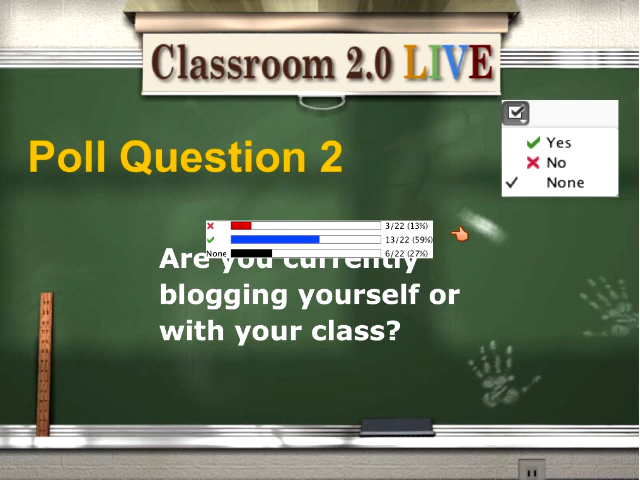 Classroom 2.0 LIVE
Poll Question 2
Yes
No
None
3/22 (13%)
13/22 (59%)
None 6/22 (27%)
Are you currently
blogging yourself or
with your class?